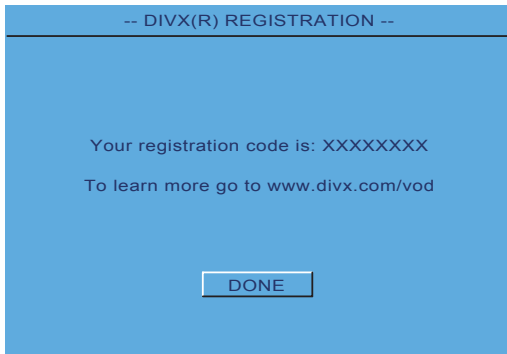 -- DIVX(R) REGISTRATION --
Your registration code is: XXXXXXXX
To learn more go to www.divx.com/vod
DONE